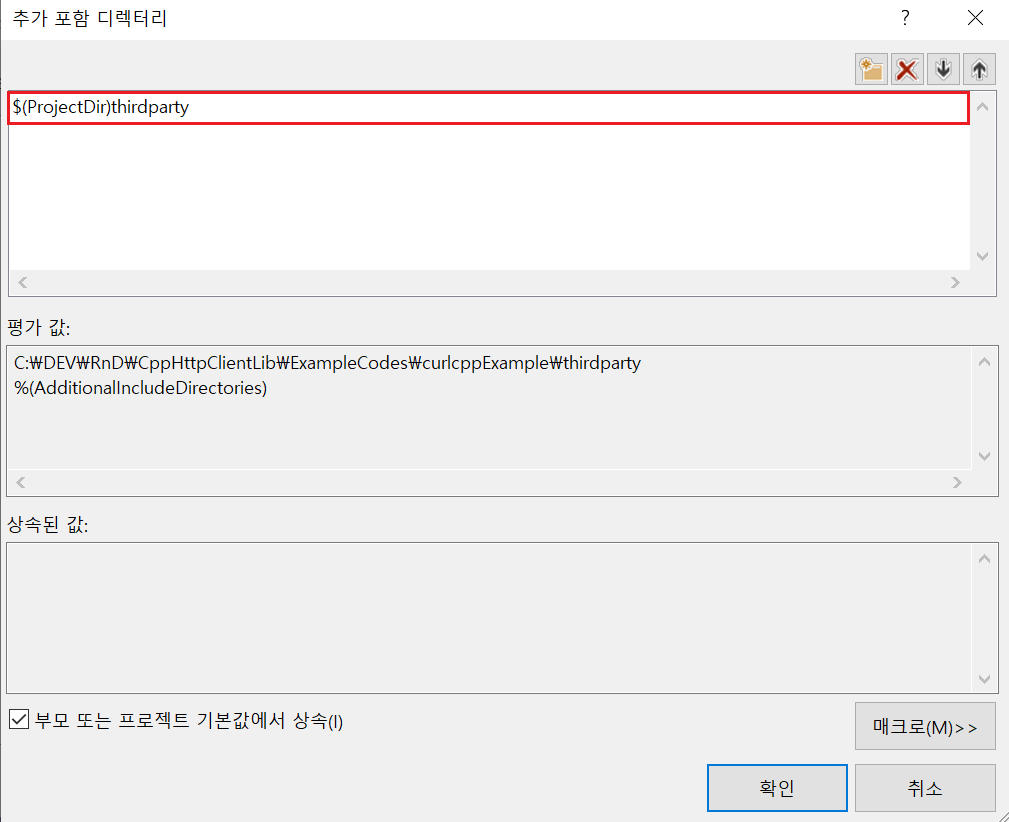 추가 포함 디렉터리
?
$(ProjectDir)thirdparty
평가 값:
C:₩DEV₩RnD₩CppHttpClientLib₩ExampleCodes₩curlcppExample₩thirdparty
%(AdditionalIncludeDirectories)
상속된 값:
부모 또는 프로젝트 기본값에서 상속(I)
매크로(M)>>
확인
취소